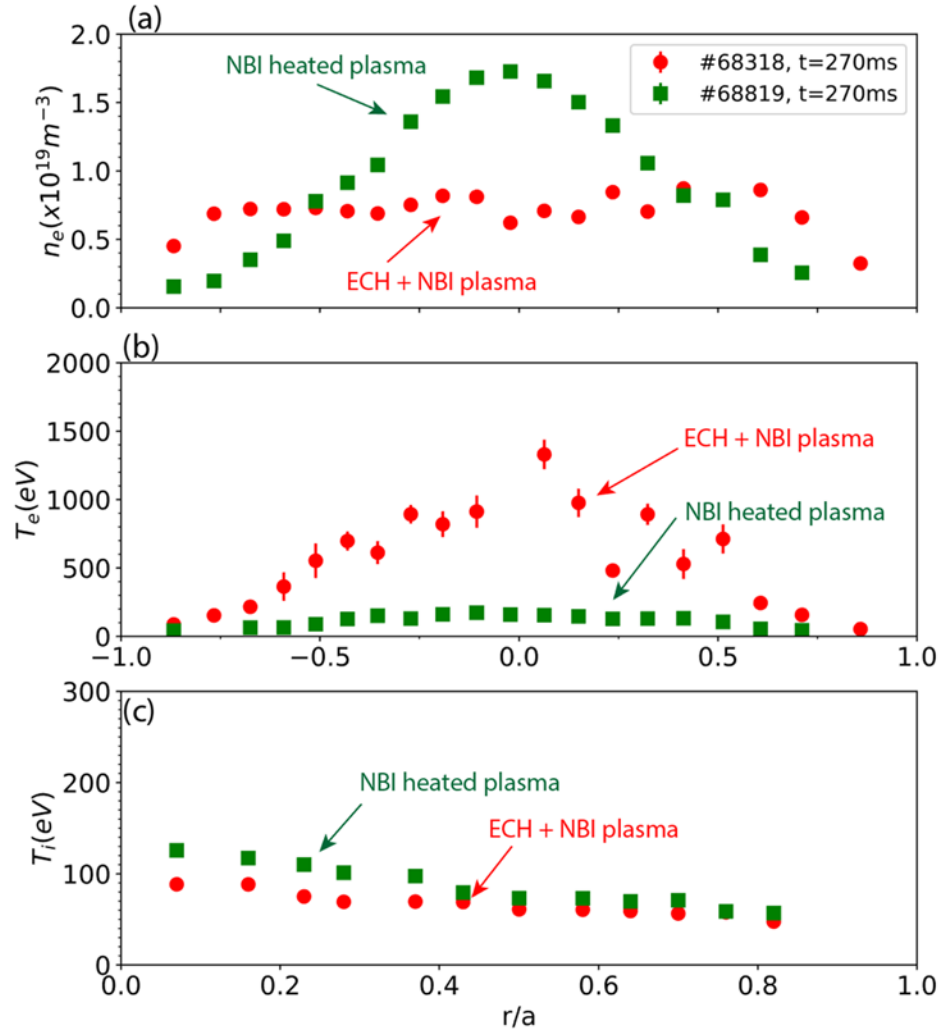 (a)
2.0
1.5
1.0
0.5
0.0
n_e(x10^19 m^−3)
NBI heated plasma
#68318, t=270ms
#68819, t=270ms
ECH + NBI plasma
(b)
2000
1500
1000
500
0
T_e(eV)
ECH + NBI plasma
NBI heated plasma
−1.0
−0.5
0.0
0.5
1.0
(c)
300
200
100
0
T_i(eV)
NBI heated plasma
ECH + NBI plasma
0.0
0.2
0.4
0.6
0.8
1.0
r/a